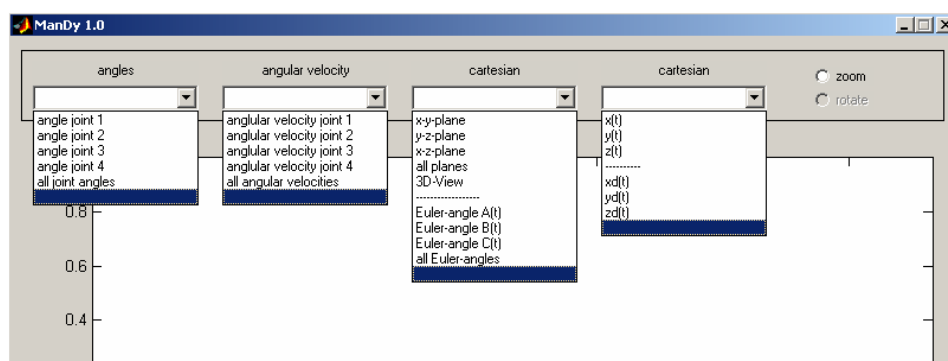 ManDy 1.0
angles
angular velocity
cartesian
cartesian
zoom
rotate
angle joint 1
angle joint 2
angle joint 3
angle joint 4
all joint angles
anglular velocity joint 1
anglular velocity joint 2
anglular velocity joint 3
anglular velocity joint 4
all angular velocities
x-y-plane
y-z-plane
x-z-plane
all planes
3D-View
-----------------
Euler-angle A(t)
Euler-angle B(t)
Euler-angle C(t)
all Euler-angles
x(t)
y(t)
z(t)
----------
xd(t)
yd(t)
zd(t)
0.8
0.6
0.4